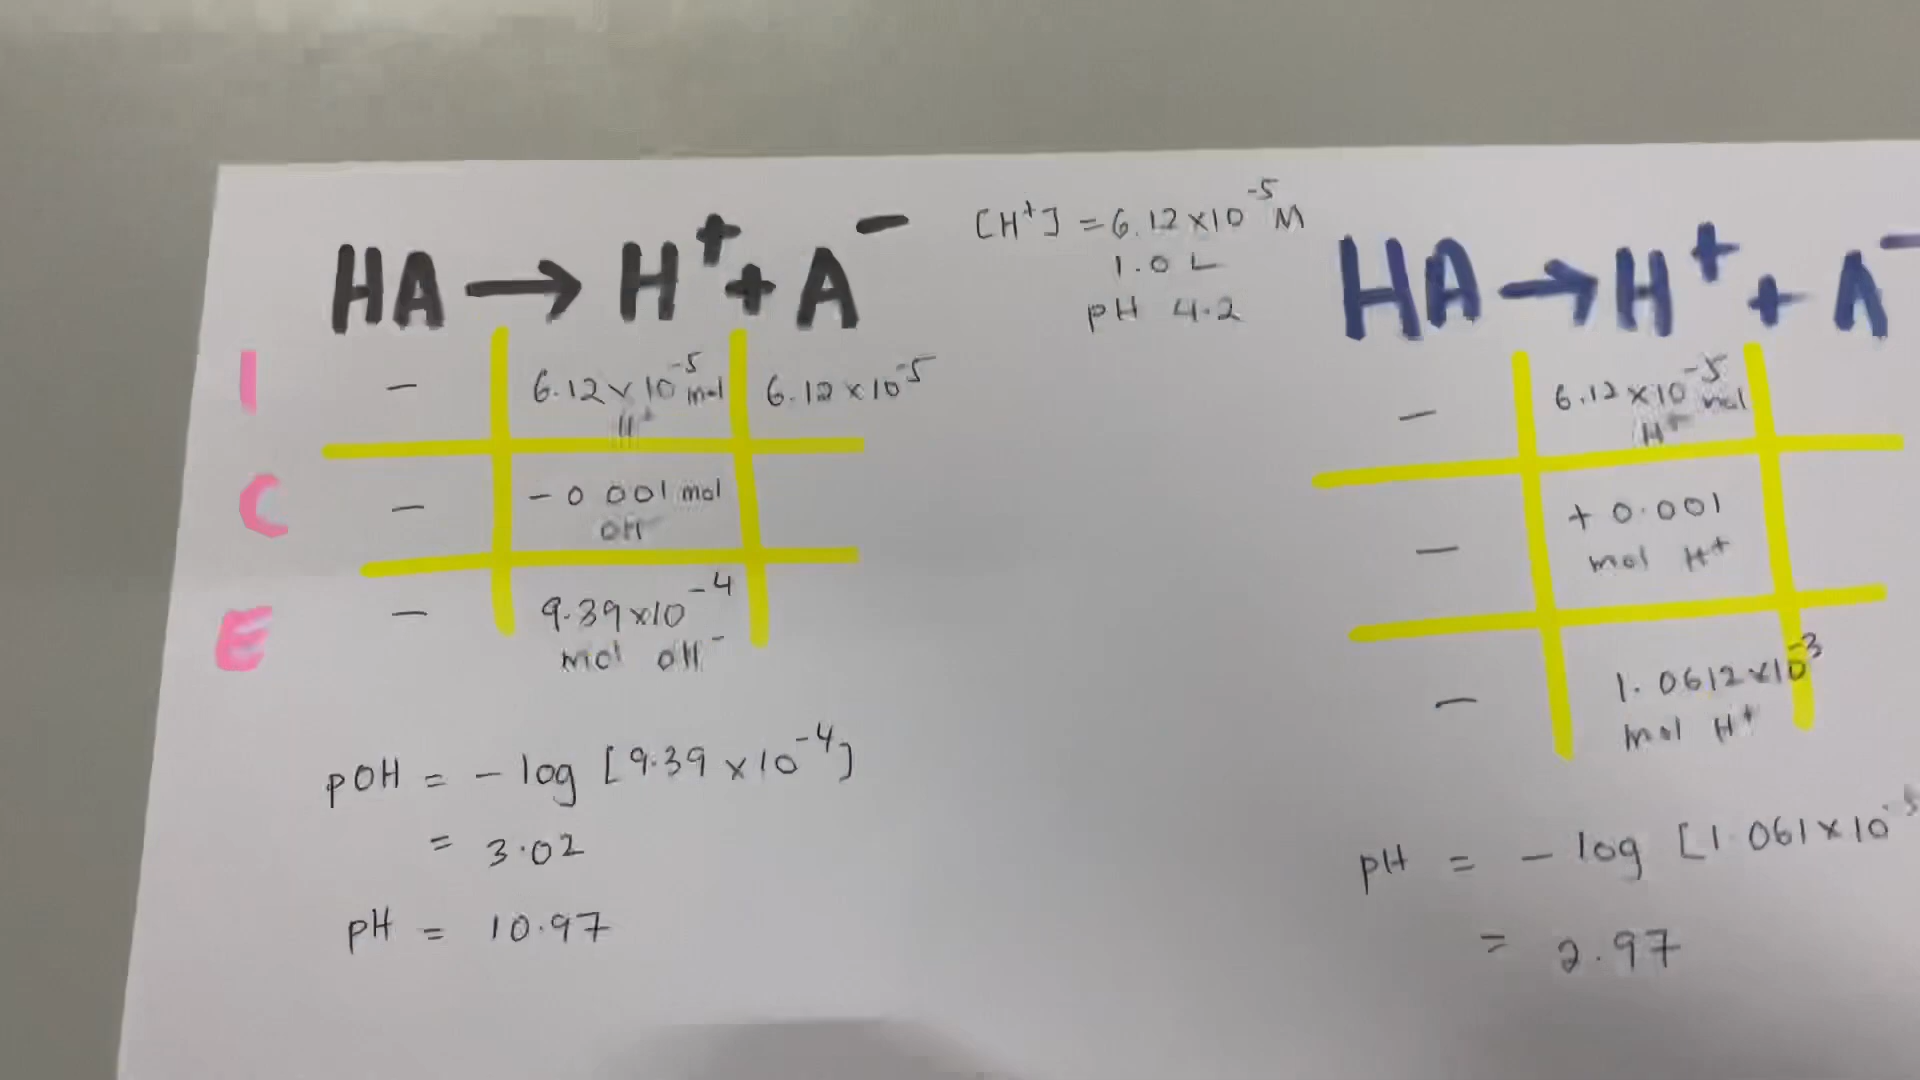 HA → H⁺ + A⁻
[H⁺] = 6.12 × 10⁻⁵ M
1.0 L
pH 4.2
I
–
6.12 × 10⁻⁵ mol
H⁺
6.12 × 10⁻⁵
C
–
– 0.001 mol
OH⁻
E
–
9.39 × 10⁻⁴
mol OH⁻
pOH = – log [9.39 × 10⁻⁴]
= 3.02
pH = 10.97
HA → H⁺ + A⁻
–
6.12 × 10⁻⁵ mol
H⁺
–
+ 0.001
mol H⁺
–
1.0612 × 10⁻³
mol H⁺
pH = – log [1.061 × 10⁻³
= 2.97